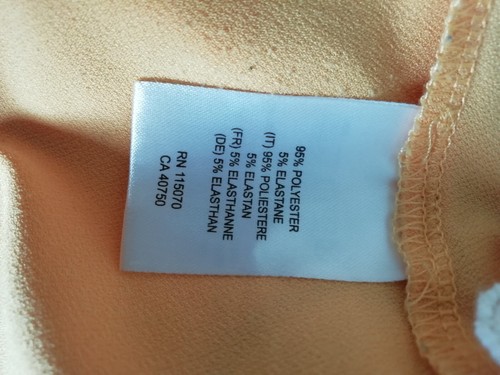 95% POLYESTER
5% ELASTANE
(IT) 95% POLIESTERE
5% ELASTAN
(FR) 5% ELASTHANNE
(DE) 5% ELASTHAN
RN 115070
CA 40750